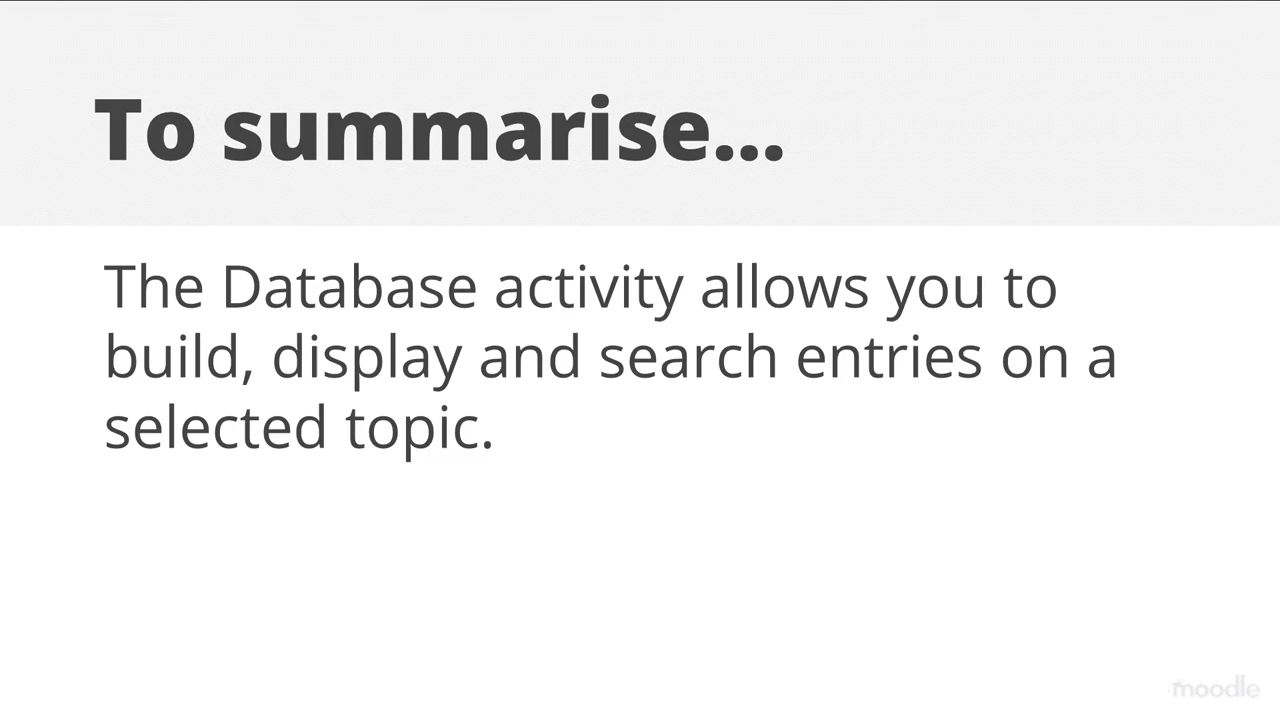 To summarise...
The Database activity allows you to
build, display and search entries on a
selected topic.
moodle